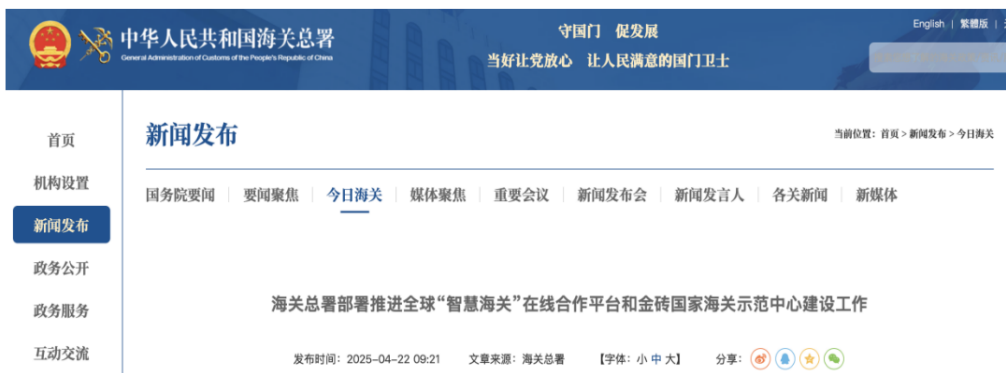 中华人民共和国海关总署
General Administration of Customs of the People's Republic of China
守国门 促发展
当好让党放心 让人民满意的国门卫士
English | 繁體版 |
首页
机构设置
新闻发布
政务公开
政务服务
互动交流
新闻发布
当前位置：首页 > 新闻发布 > 今日海关
国务院要闻 | 要闻聚焦 | 今日海关 | 媒体聚焦 | 重要会议 | 新闻发布会 | 新闻发言人 | 各关新闻 | 新媒体
海关总署部署推进全球“智慧海关”在线合作平台和金砖国家海关示范中心建设工作
发布时间：2025-04-22 09:21 文章来源：海关总署 【字体：小 中 大】 分享：